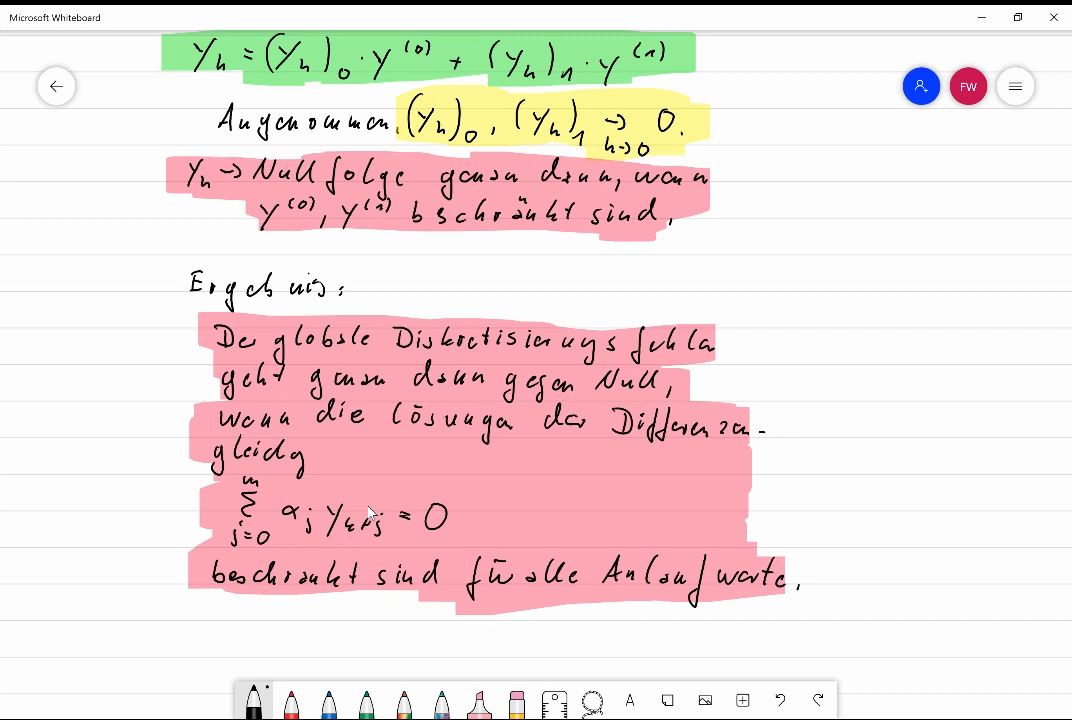 Microsoft Whiteboard
FW
y_h = (y_h)_0 · y^(0) + (y_h)_1 · y^(1)
Angenommen, (y_h)_0, (y_h)_1 → 0.
h→0
y_h → Nullfolge genau dann, wenn
y^(0), y^(1) beschränkt sind.
Ergebnis:
Der globale Diskretisierungsfehler
geht genau dann gegen Null,
wenn die Lösungen der Differenzen-
gleichg
m
∑ α_j y_{k+j} = 0
j=0
beschränkt sind für alle Anlaufwerte.
A